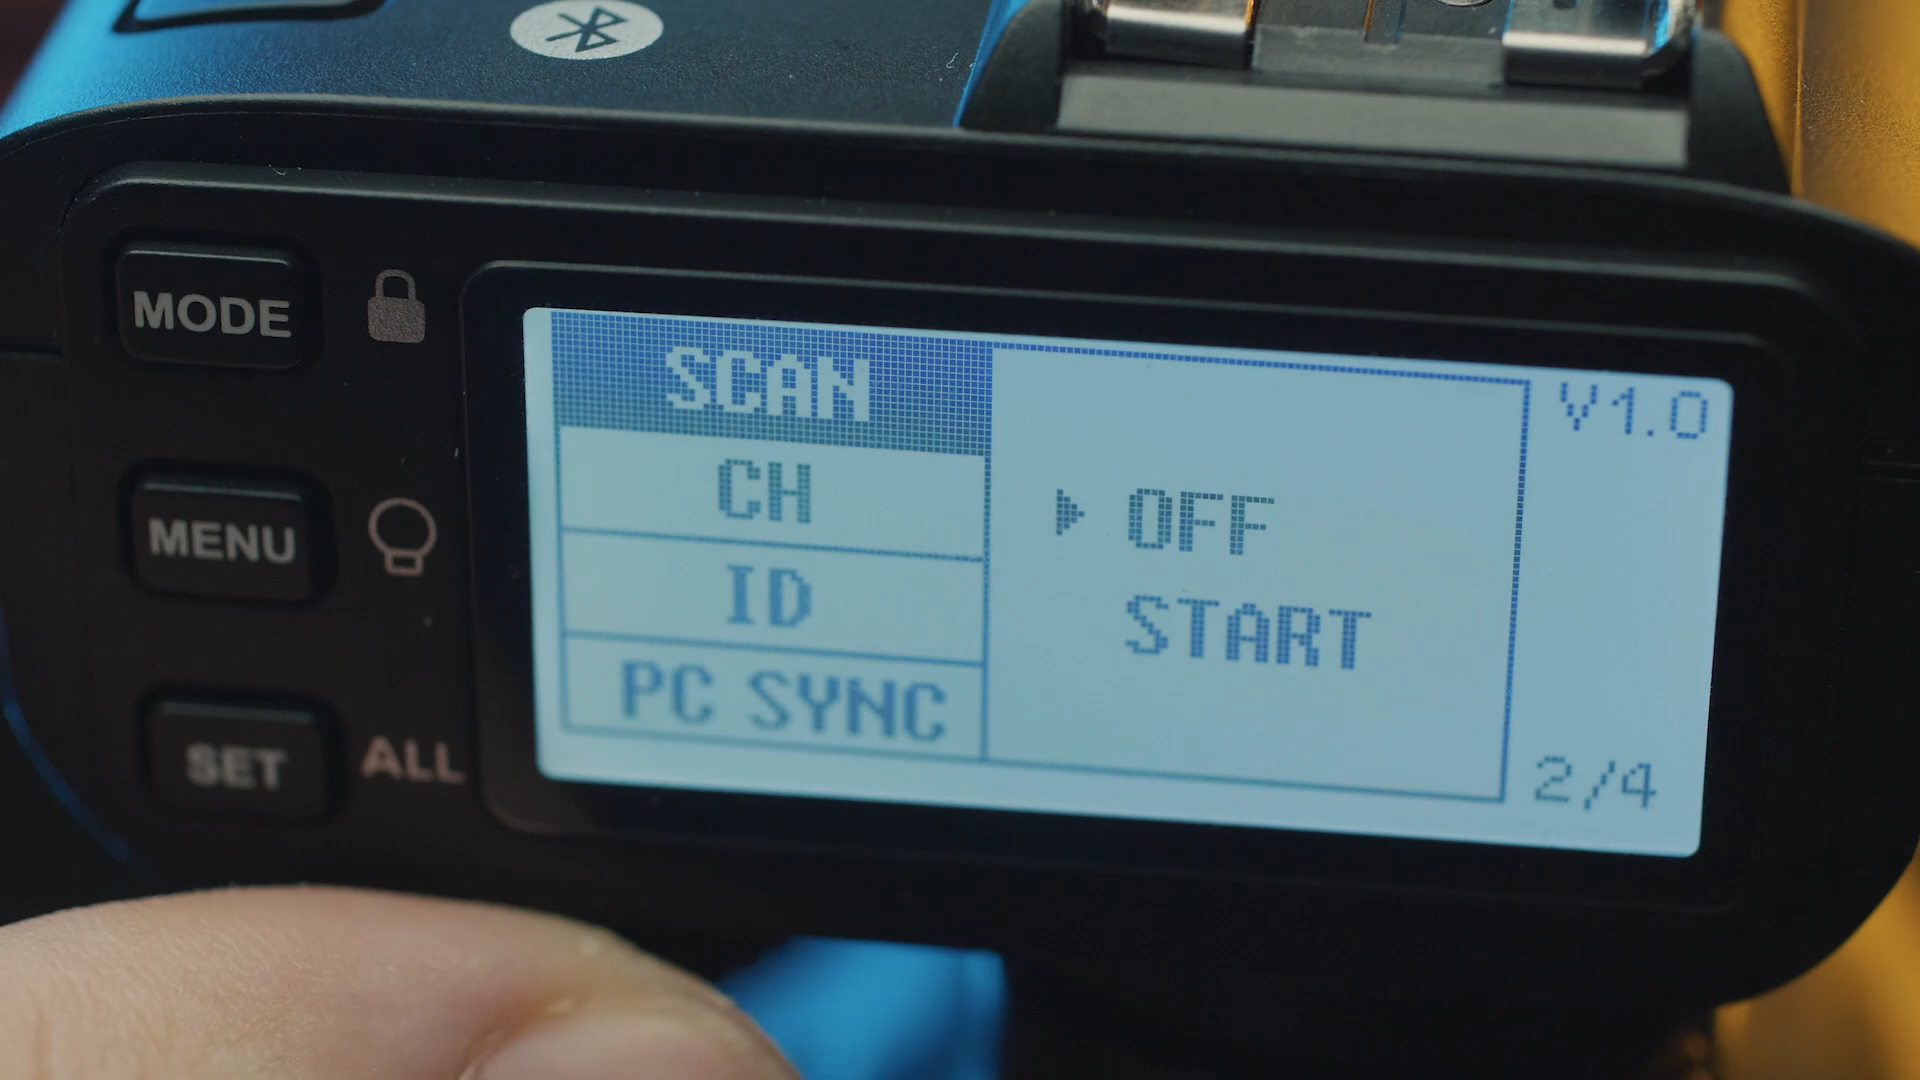 MODE
MENU
SET
ALL
SCAN
CH
ID
PC SYNC
OFF
START
V1.0
2/4